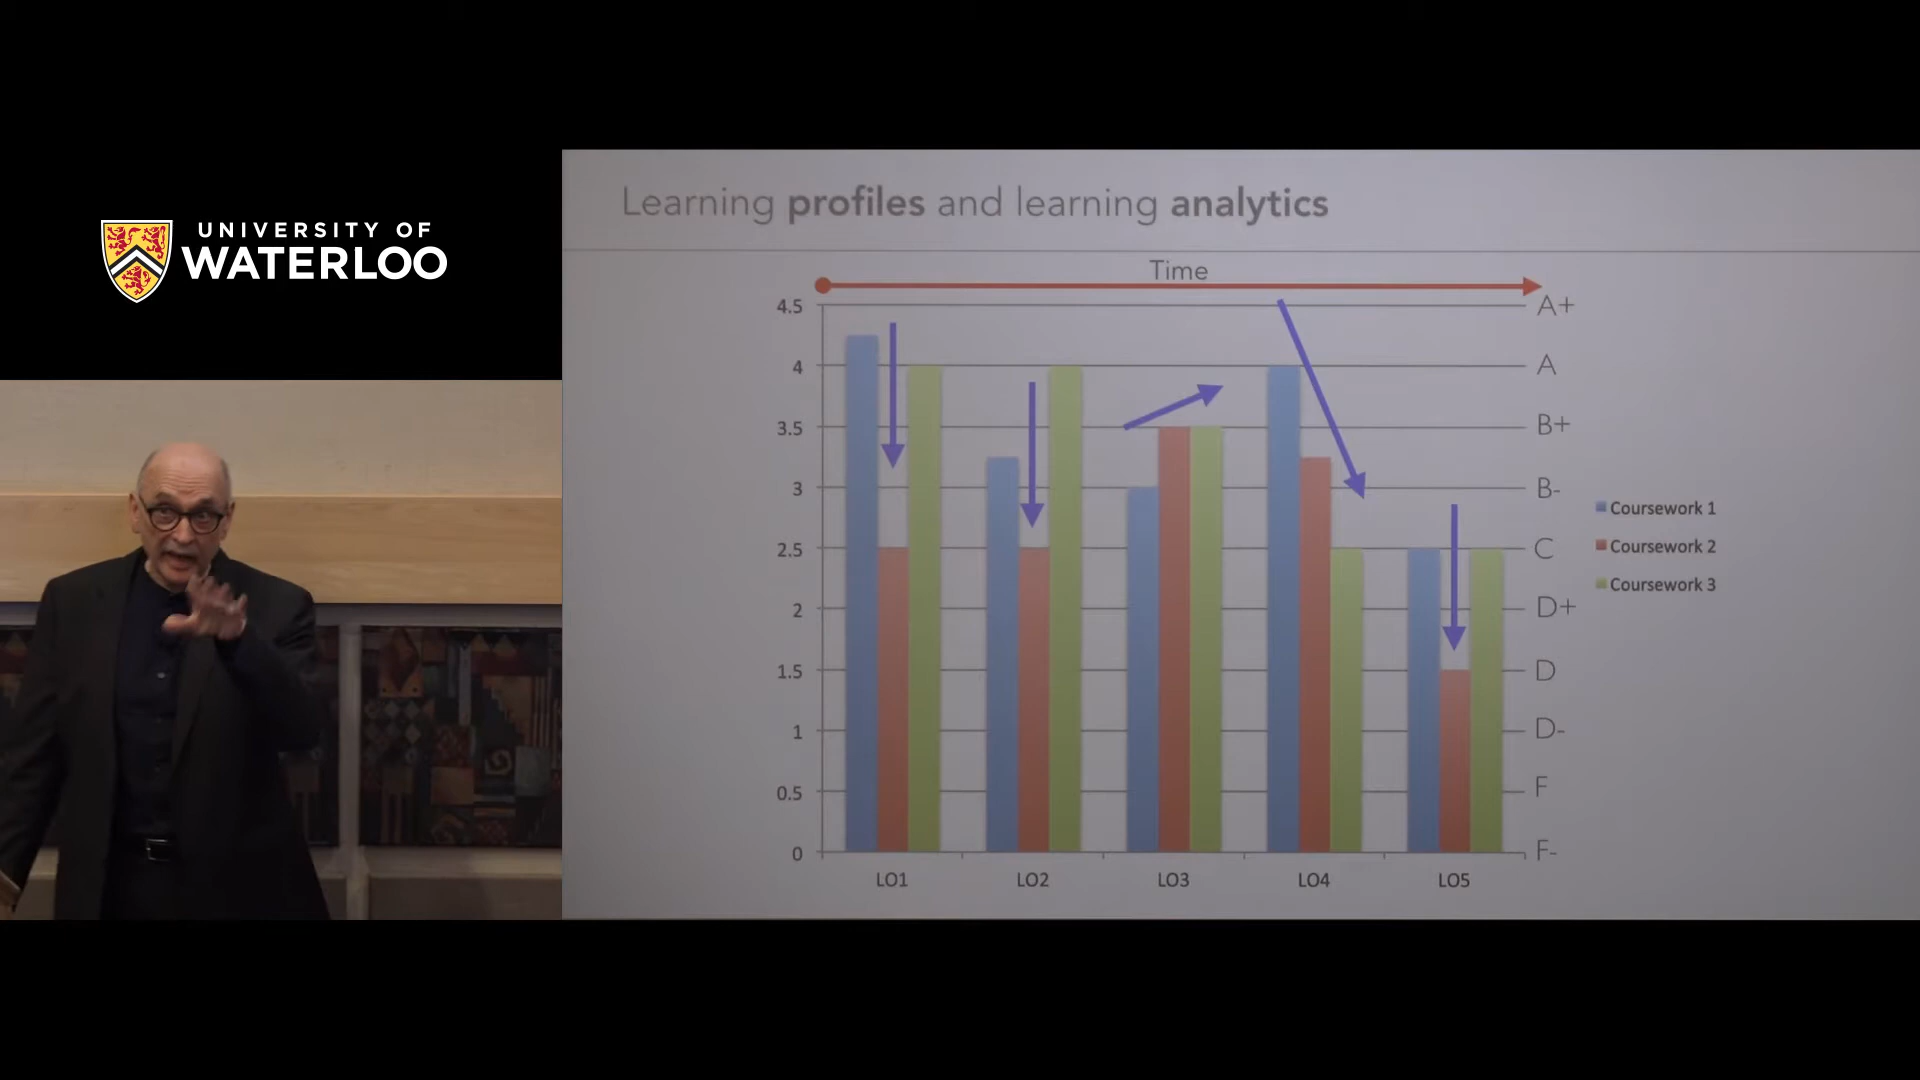 UNIVERSITY OF
WATERLOO
Learning profiles and learning analytics
Time
4.5
4
3.5
3
2.5
2
1.5
1
0.5
0
A+
A
B+
B-
C
D+
D
D-
F
F-
LO1
LO2
LO3
LO4
LO5
Coursework 1
Coursework 2
Coursework 3